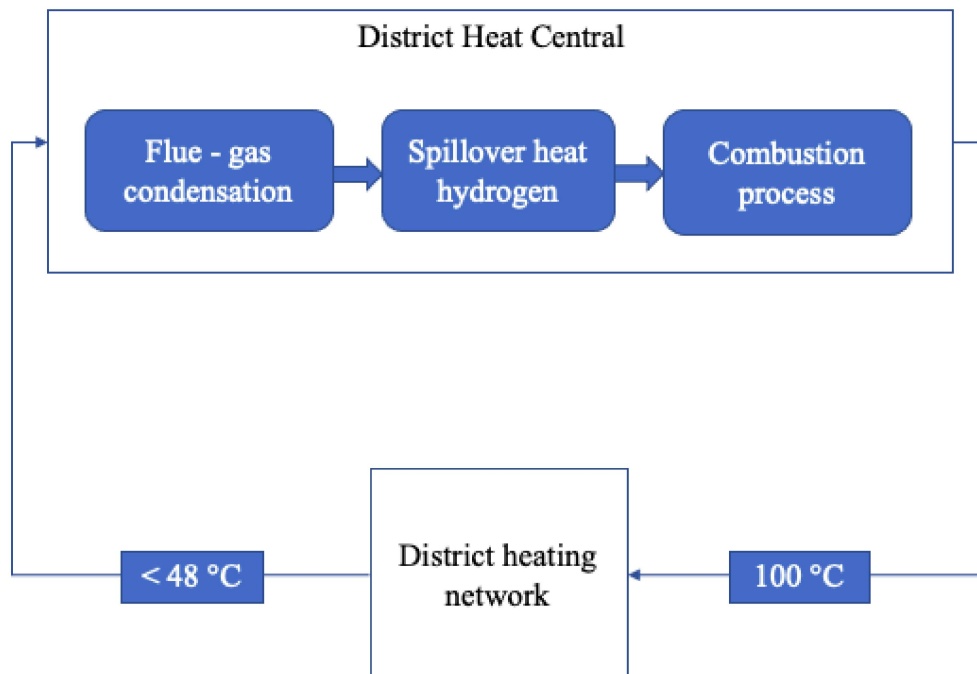 District Heat Central
Flue - gas
condensation
Spillover heat
hydrogen
Combustion
process
< 48 °C
District heating
network
100 °C